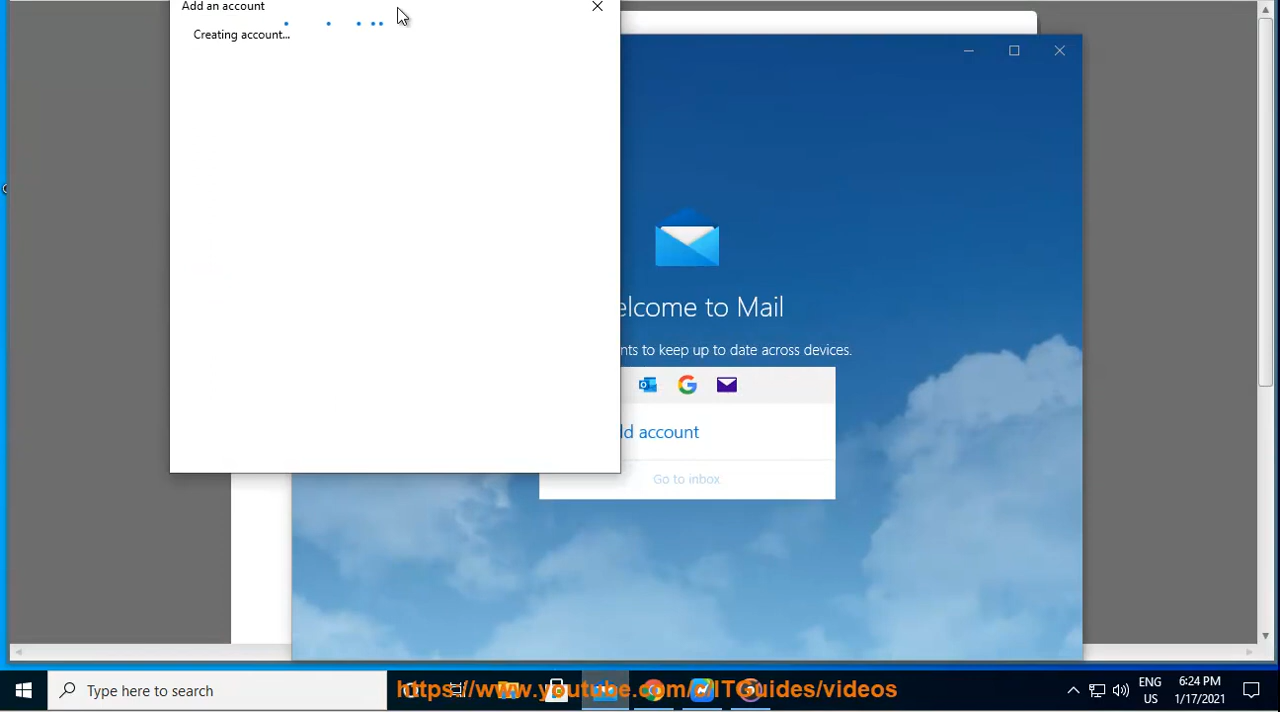 Add an account
Creating account...
elcome to Mail
nts to keep up to date across devices.
dd account
Go to inbox
Type here to search
https://www.youtube.com/c/ITGuides/videos
ENG
US
6:24 PM
1/17/2021